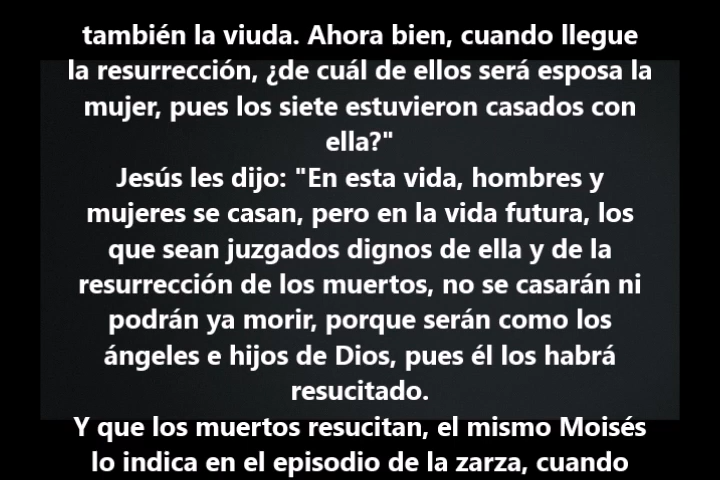 también la viuda. Ahora bien, cuando llegue
la resurrección, ¿de cuál de ellos será esposa la
mujer, pues los siete estuvieron casados con
ella?"
Jesús les dijo: "En esta vida, hombres y
mujeres se casan, pero en la vida futura, los
que sean juzgados dignos de ella y de la
resurrección de los muertos, no se casarán ni
podrán ya morir, porque serán como los
ángeles e hijos de Dios, pues él los habrá
resucitado.
Y que los muertos resucitan, el mismo Moisés
lo indica en el episodio de la zarza, cuando